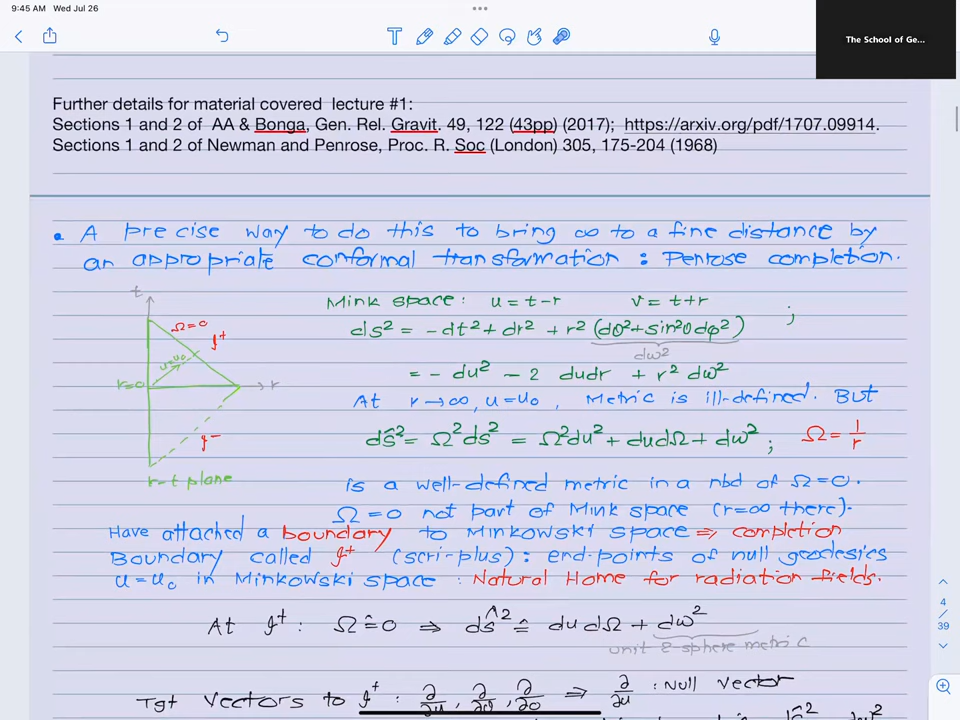 9:45 AM Wed Jul 26
The School of Ge...
Further details for material covered lecture #1:
Sections 1 and 2 of AA & Bonga, Gen. Rel. Gravit. 49, 122 (43pp) (2017); https://arxiv.org/pdf/1707.09914.
Sections 1 and 2 of Newman and Penrose, Proc. R. Soc (London) 305, 175-204 (1968)
• A precise way to do this to bring ∞ to a fine distance by
an appropriate conformal transformation : Penrose completion.
t
Ω=0
ℐ⁺
u=u₀
r=0
r
ℐ⁻
r-t plane
Mink space: u = t-r v = t+r ;
ds² = -dt² + dr² + r² (dθ²+sin²θdφ²)
dω²
= - du² - 2 dudr + r² dω²
At r→∞, u=u₀, Metric is ill-defined. But
dŝ² = Ω²ds² = Ω²du² + dudΩ + dω² ; Ω = 1/r
is a well-defined metric in a nbd of Ω=0.
Ω=0 not part of Mink space (r=∞ there).
Have attached a boundary to Minkowski space ⇒ completion
Boundary called ℐ⁺ (scri-plus) : end-points of null geodesics
u=u₀ in Minkowski space : Natural Home for radiation fields.
At ℐ⁺ : Ω ≙ 0 ⇒ dŝ² ≙ du dΩ + dω²
unit 2-sphere metric
Tgt vectors to ℐ⁺ : ∂/∂u, ∂/∂θ, ∂/∂φ ⇒ ∂/∂u : Null vector
4
/
39